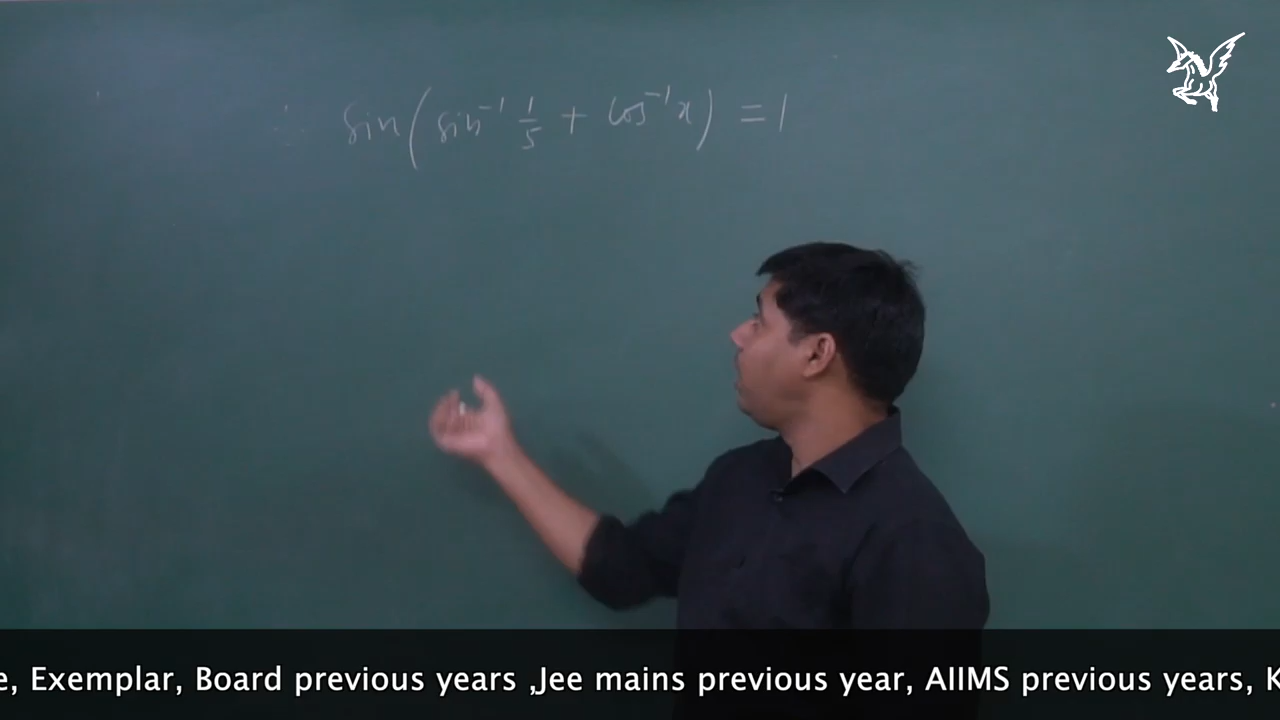 ∴ sin(sin⁻¹ 1/5 + cos⁻¹x) = 1
e, Exemplar, Board previous years ,Jee mains previous year, AIIMS previous years, K